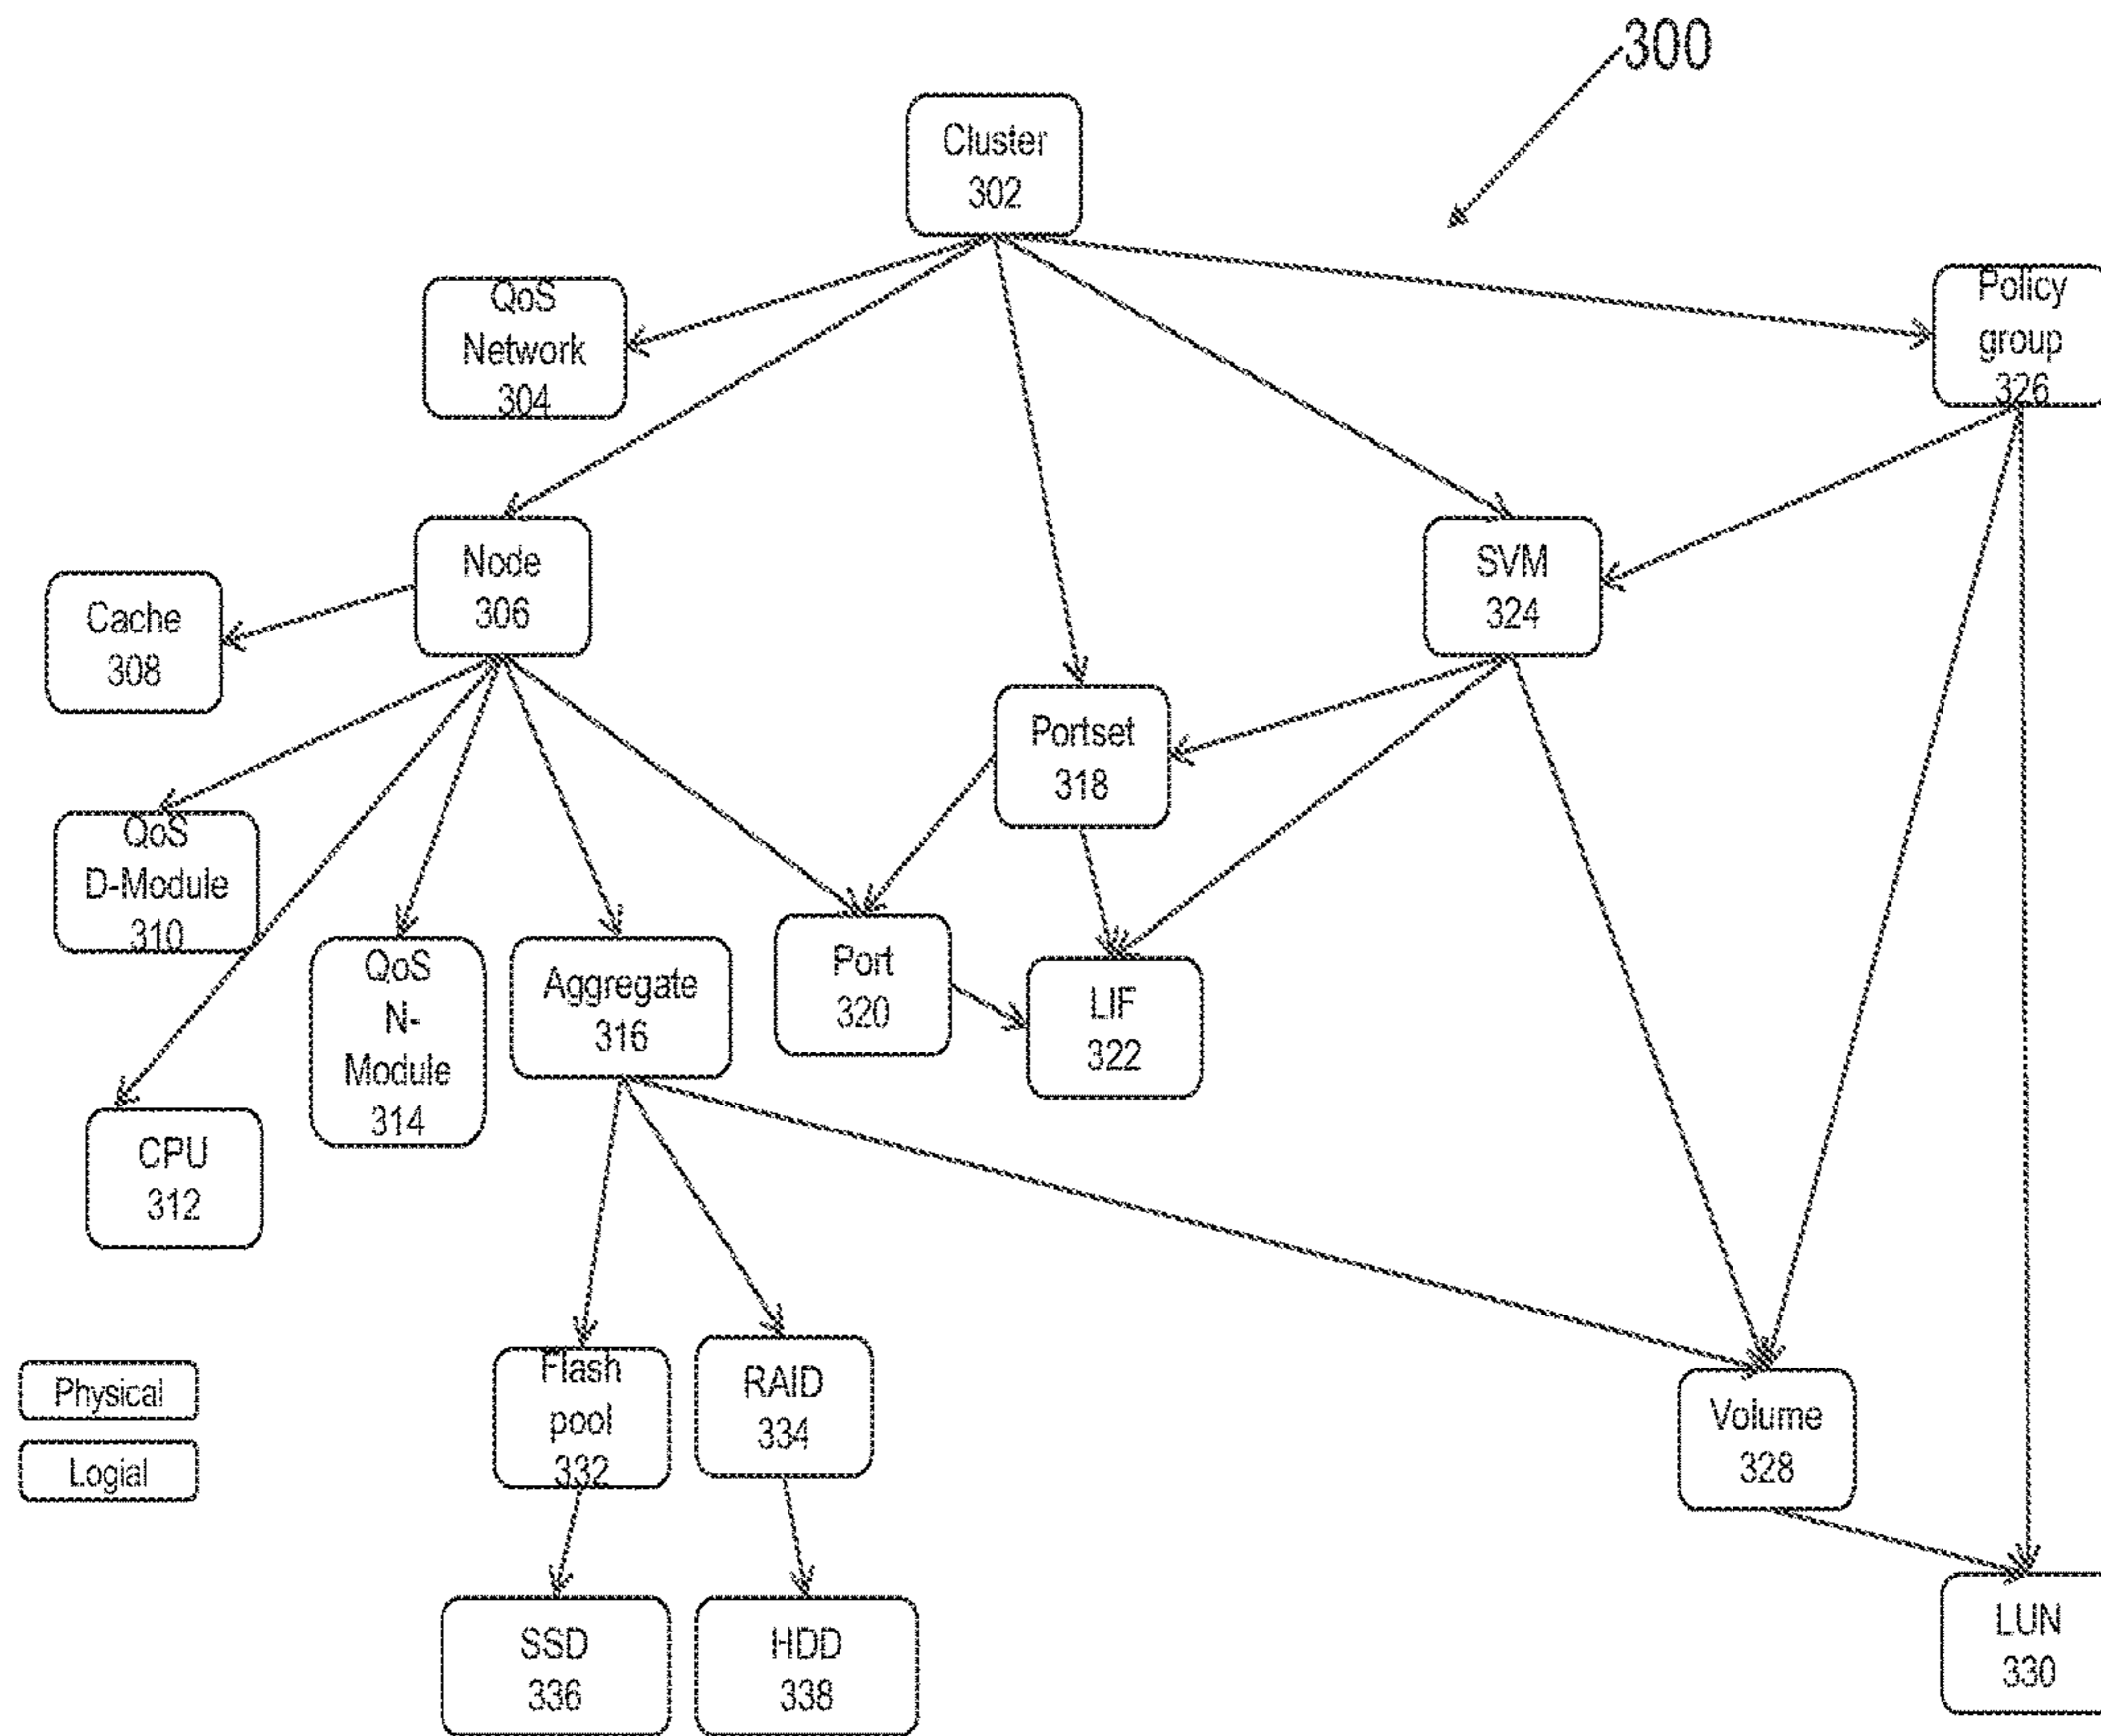 300
Cluster
302
QoS
Network
304
Policy
group
326
Node
306
SVM
324
Cache
308
Portset
318
QoS
D-Module
310
QoS
N-
Module
314
Aggregate
316
Port
320
LIF
322
CPU
312
Flash
pool
332
RAID
334
Volume
328
Physical
Logial
SSD
336
HDD
338
LUN
330